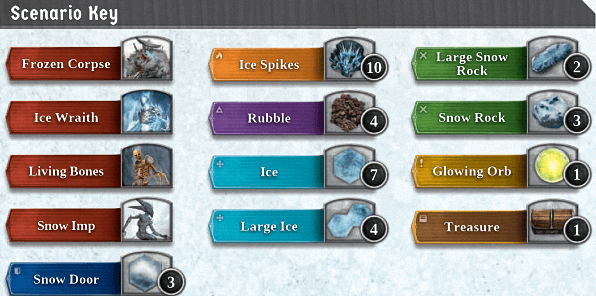 Scenario Key
Frozen Corpse
Ice Wraith
Living Bones
Snow Imp
Snow Door 3
Ice Spikes 10
Rubble 4
Ice 7
Large Ice 4
Large Snow
Rock 2
Snow Rock 3
Glowing Orb 1
Treasure 1